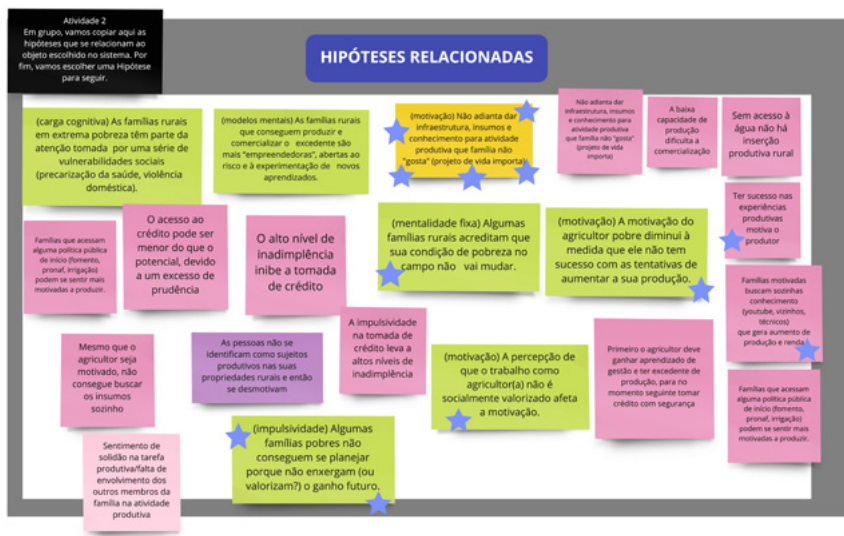 Atividade 2
Em grupo, vamos copiar aqui as
hipóteses que se relacionam ao
objeto escolhido no sistema. Por
fim, vamos escolher uma Hipótese
para seguir.
HIPÓTESES RELACIONADAS
(carga cognitiva) As famílias rurais
em extrema pobreza têm parte da
atenção tomada por uma série de
vulnerabilidades sociais
(precarização da saúde, violência
doméstica).
(modelos mentais) As famílias rurais
que conseguem produzir e
comercializar o excedente são
mais "empreendedoras", abertas ao
risco e à experimentação de novos
aprendizados.
(motivação) Não adianta dar
infraestrutura, insumos e
conhecimento para atividade
produtiva que família não
"gosta" (projeto de vida importa)
Não adianta dar
infraestrutura, insumos e
conhecimento para
atividade produtiva que
família não "gosta"
(projeto de vida
importa)
A baixa
capacidade de
produção
dificulta a
comercialização
Sem acesso à
água não há
inserção
produtiva rural
Famílias que acessam
alguma política pública
de início (fomento,
pronaf, irrigação)
podem se sentir mais
motivadas a produzir.
O acesso ao
crédito pode ser
menor do que o
potencial, devido
a um excesso de
prudência
O alto nível de
inadimplência
inibe a tomada
de crédito
(mentalidade fixa) Algumas
famílias rurais acreditam que
sua condição de pobreza no
campo não vai mudar.
(motivação) A motivação do
agricultor pobre diminui à
medida que ele não tem
sucesso com as tentativas de
aumentar a sua produção.
Ter sucesso nas
experiências
produtivas
motiva o
produtor
Famílias motivadas
buscam sozinhas
conhecimento
(youtube, vizinhos,
técnicos)
que gera aumento de
produção e renda
Mesmo que o
agricultor seja
motivado, não
consegue buscar
os insumos
sozinho
As pessoas não se
identificam como sujeitos
produtivos nas suas
propriedades rurais e então
se desmotivam
A impulsividade
na tomada de
crédito leva a
altos níveis de
inadimplência
(motivação) A percepção de
que o trabalho como
agricultor(a) não é
socialmente valorizado afeta
a motivação.
Primeiro o agricultor deve
ganhar aprendizado de
gestão e ter excedente de
produção, para no
momento seguinte tomar
crédito com segurança
Famílias que acessam
alguma política pública
de início (fomento,
pronaf, irrigação)
podem se sentir mais
motivadas a produzir.
Sentimento de
solidão na tarefa
produtiva/falta de
envolvimento dos
outros membros da
família na atividade
produtiva
(impulsividade) Algumas
famílias pobres não
conseguem se planejar
porque não enxergam (ou
valorizam?) o ganho futuro.